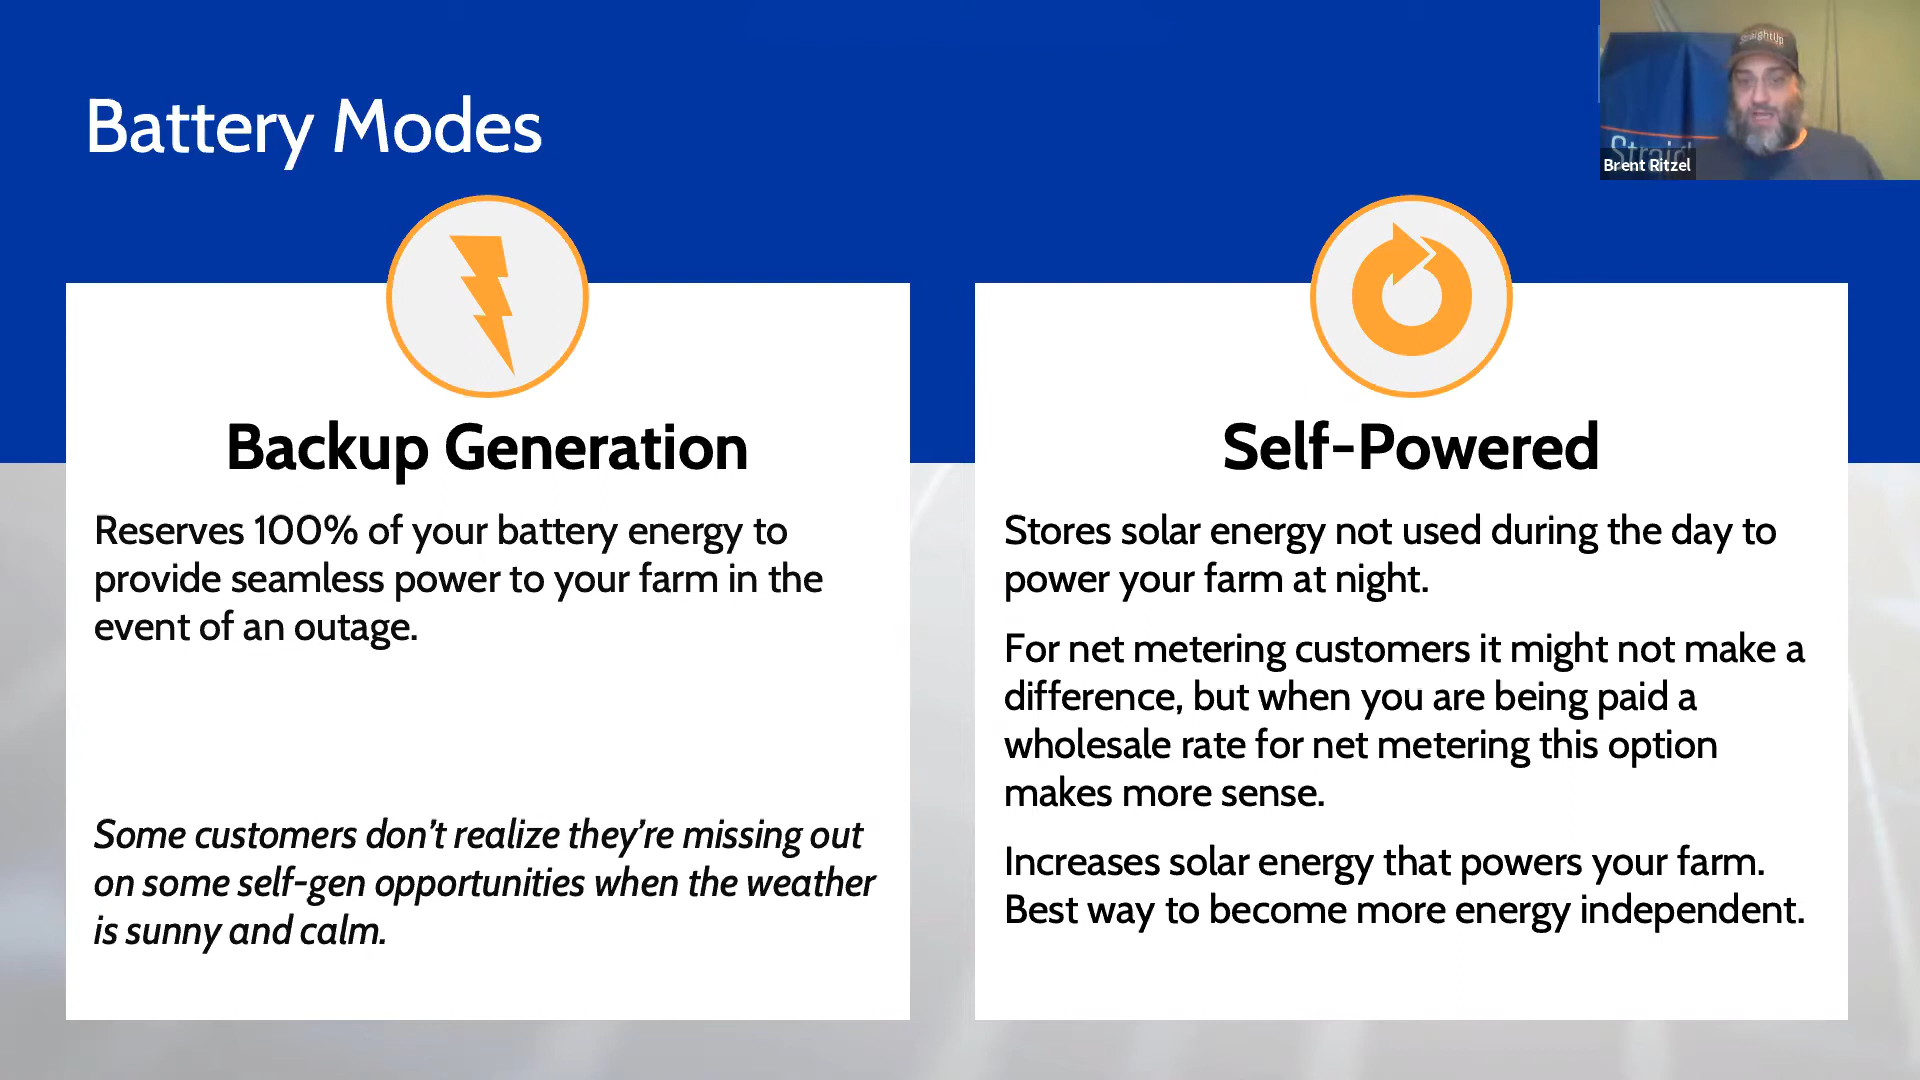 Battery Modes
StraightUp
Brent Ritzel
Backup Generation
Reserves 100% of your battery energy to
provide seamless power to your farm in the
event of an outage.
Some customers don’t realize they’re missing out
on some self-gen opportunities when the weather
is sunny and calm.
Self-Powered
Stores solar energy not used during the day to
power your farm at night.
For net metering customers it might not make a
difference, but when you are being paid a
wholesale rate for net metering this option
makes more sense.
Increases solar energy that powers your farm.
Best way to become more energy independent.